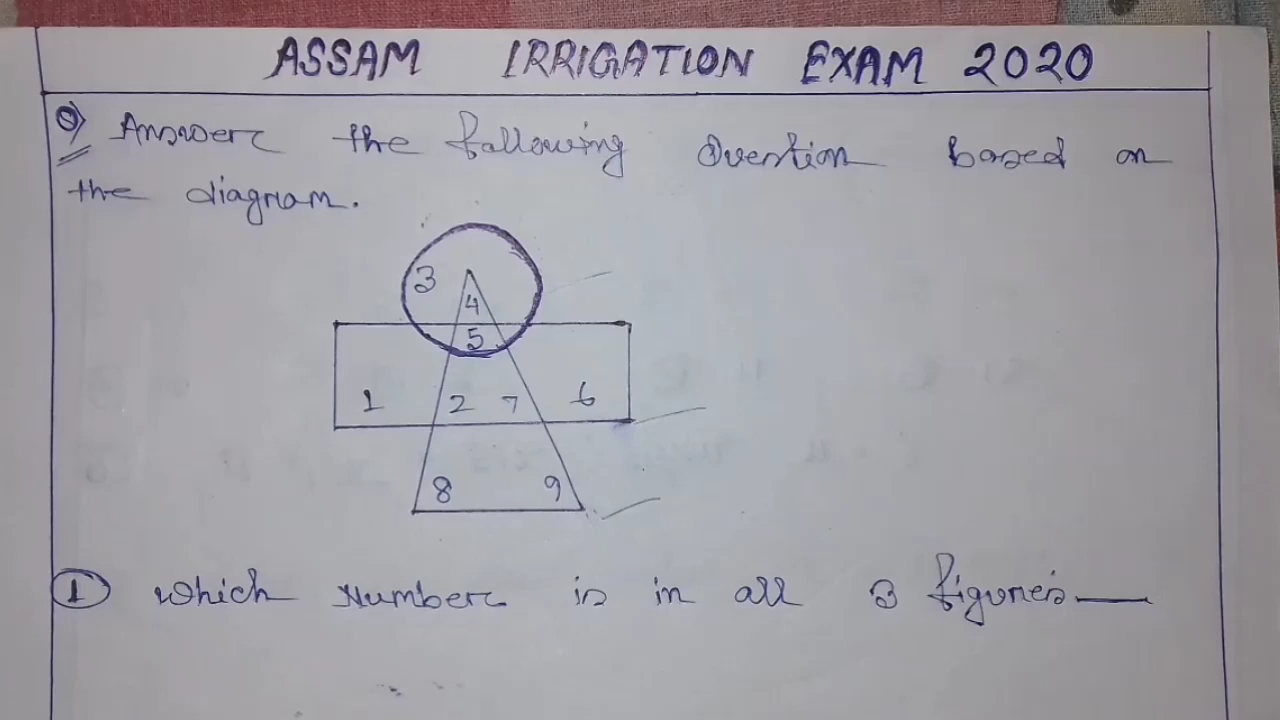 ASSAM IRRIGATION EXAM 2020
Q) Answer the following Question based on
the diagram.
3
4
5
1 2 7 6
8 9
1 which Number is in all 3 figures